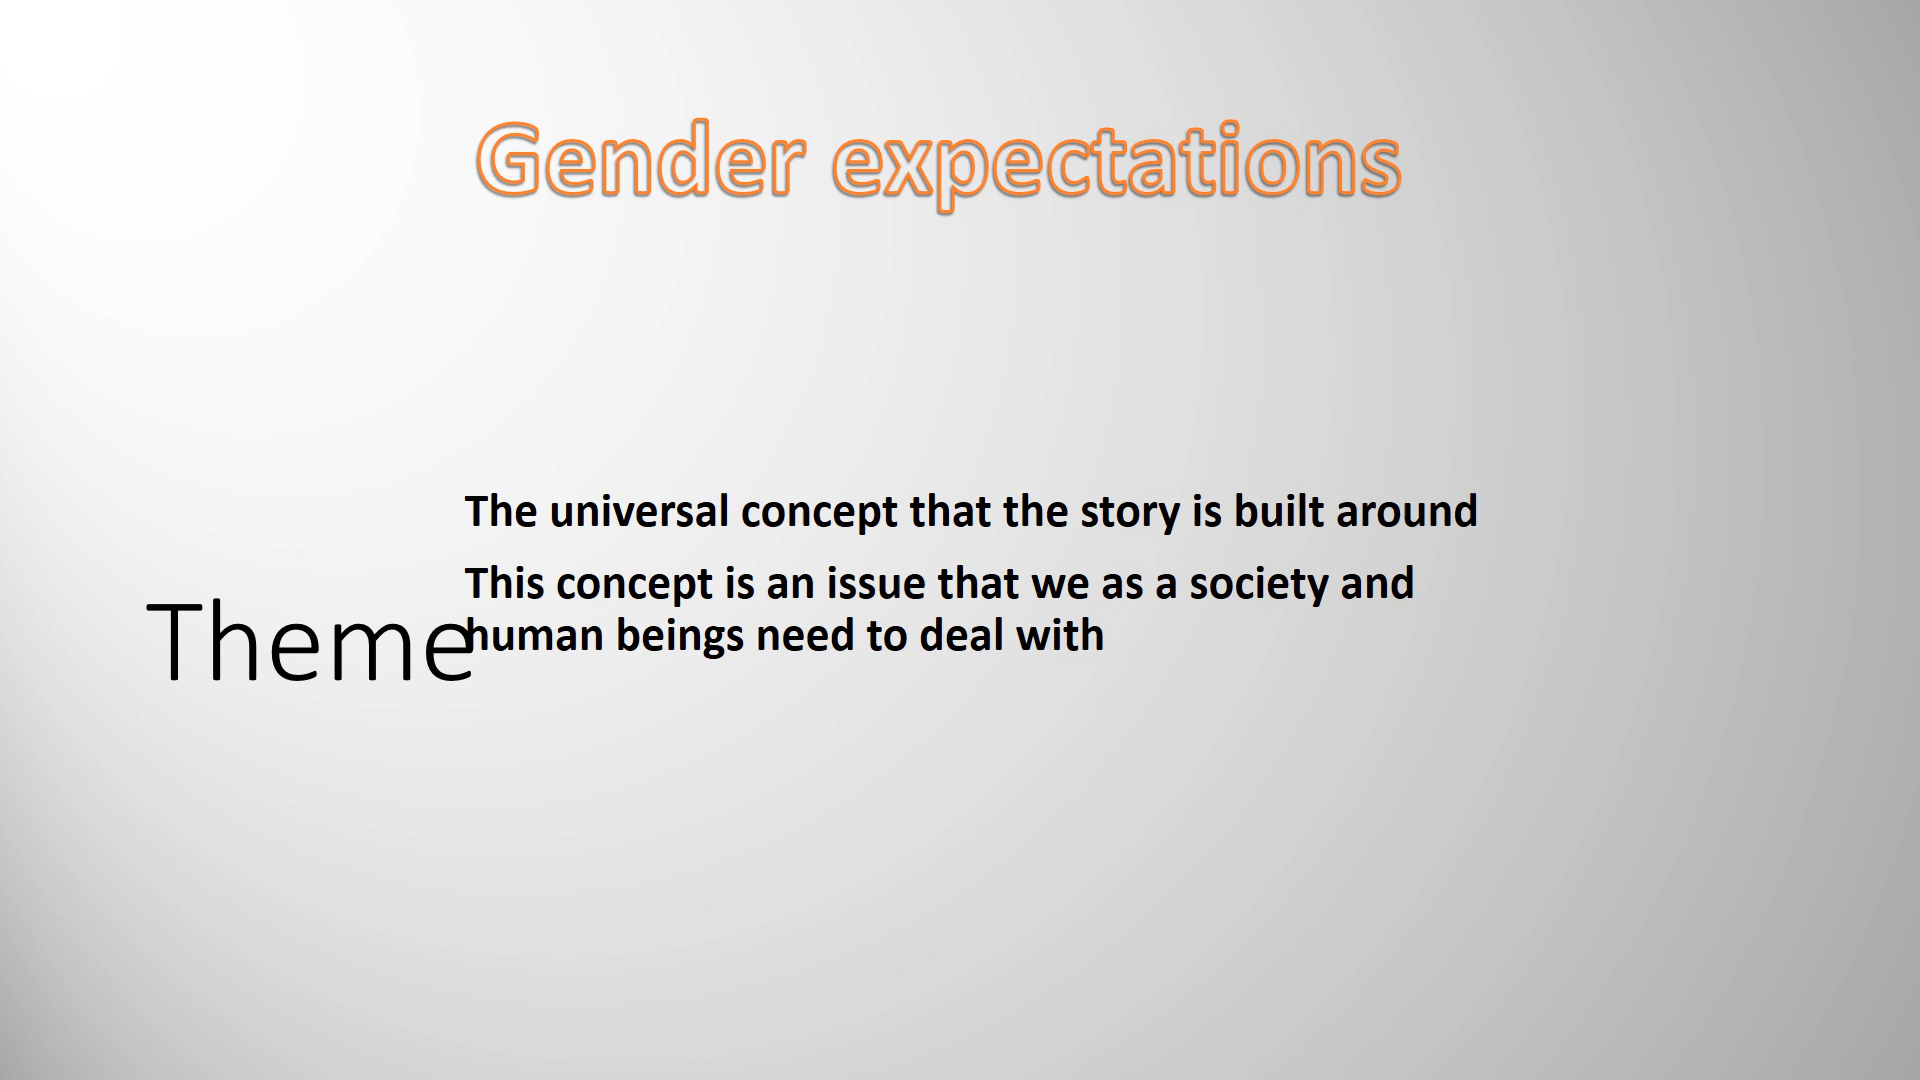 Gender expectations
The universal concept that the story is built around
This concept is an issue that we as a society and
human beings need to deal with
Theme